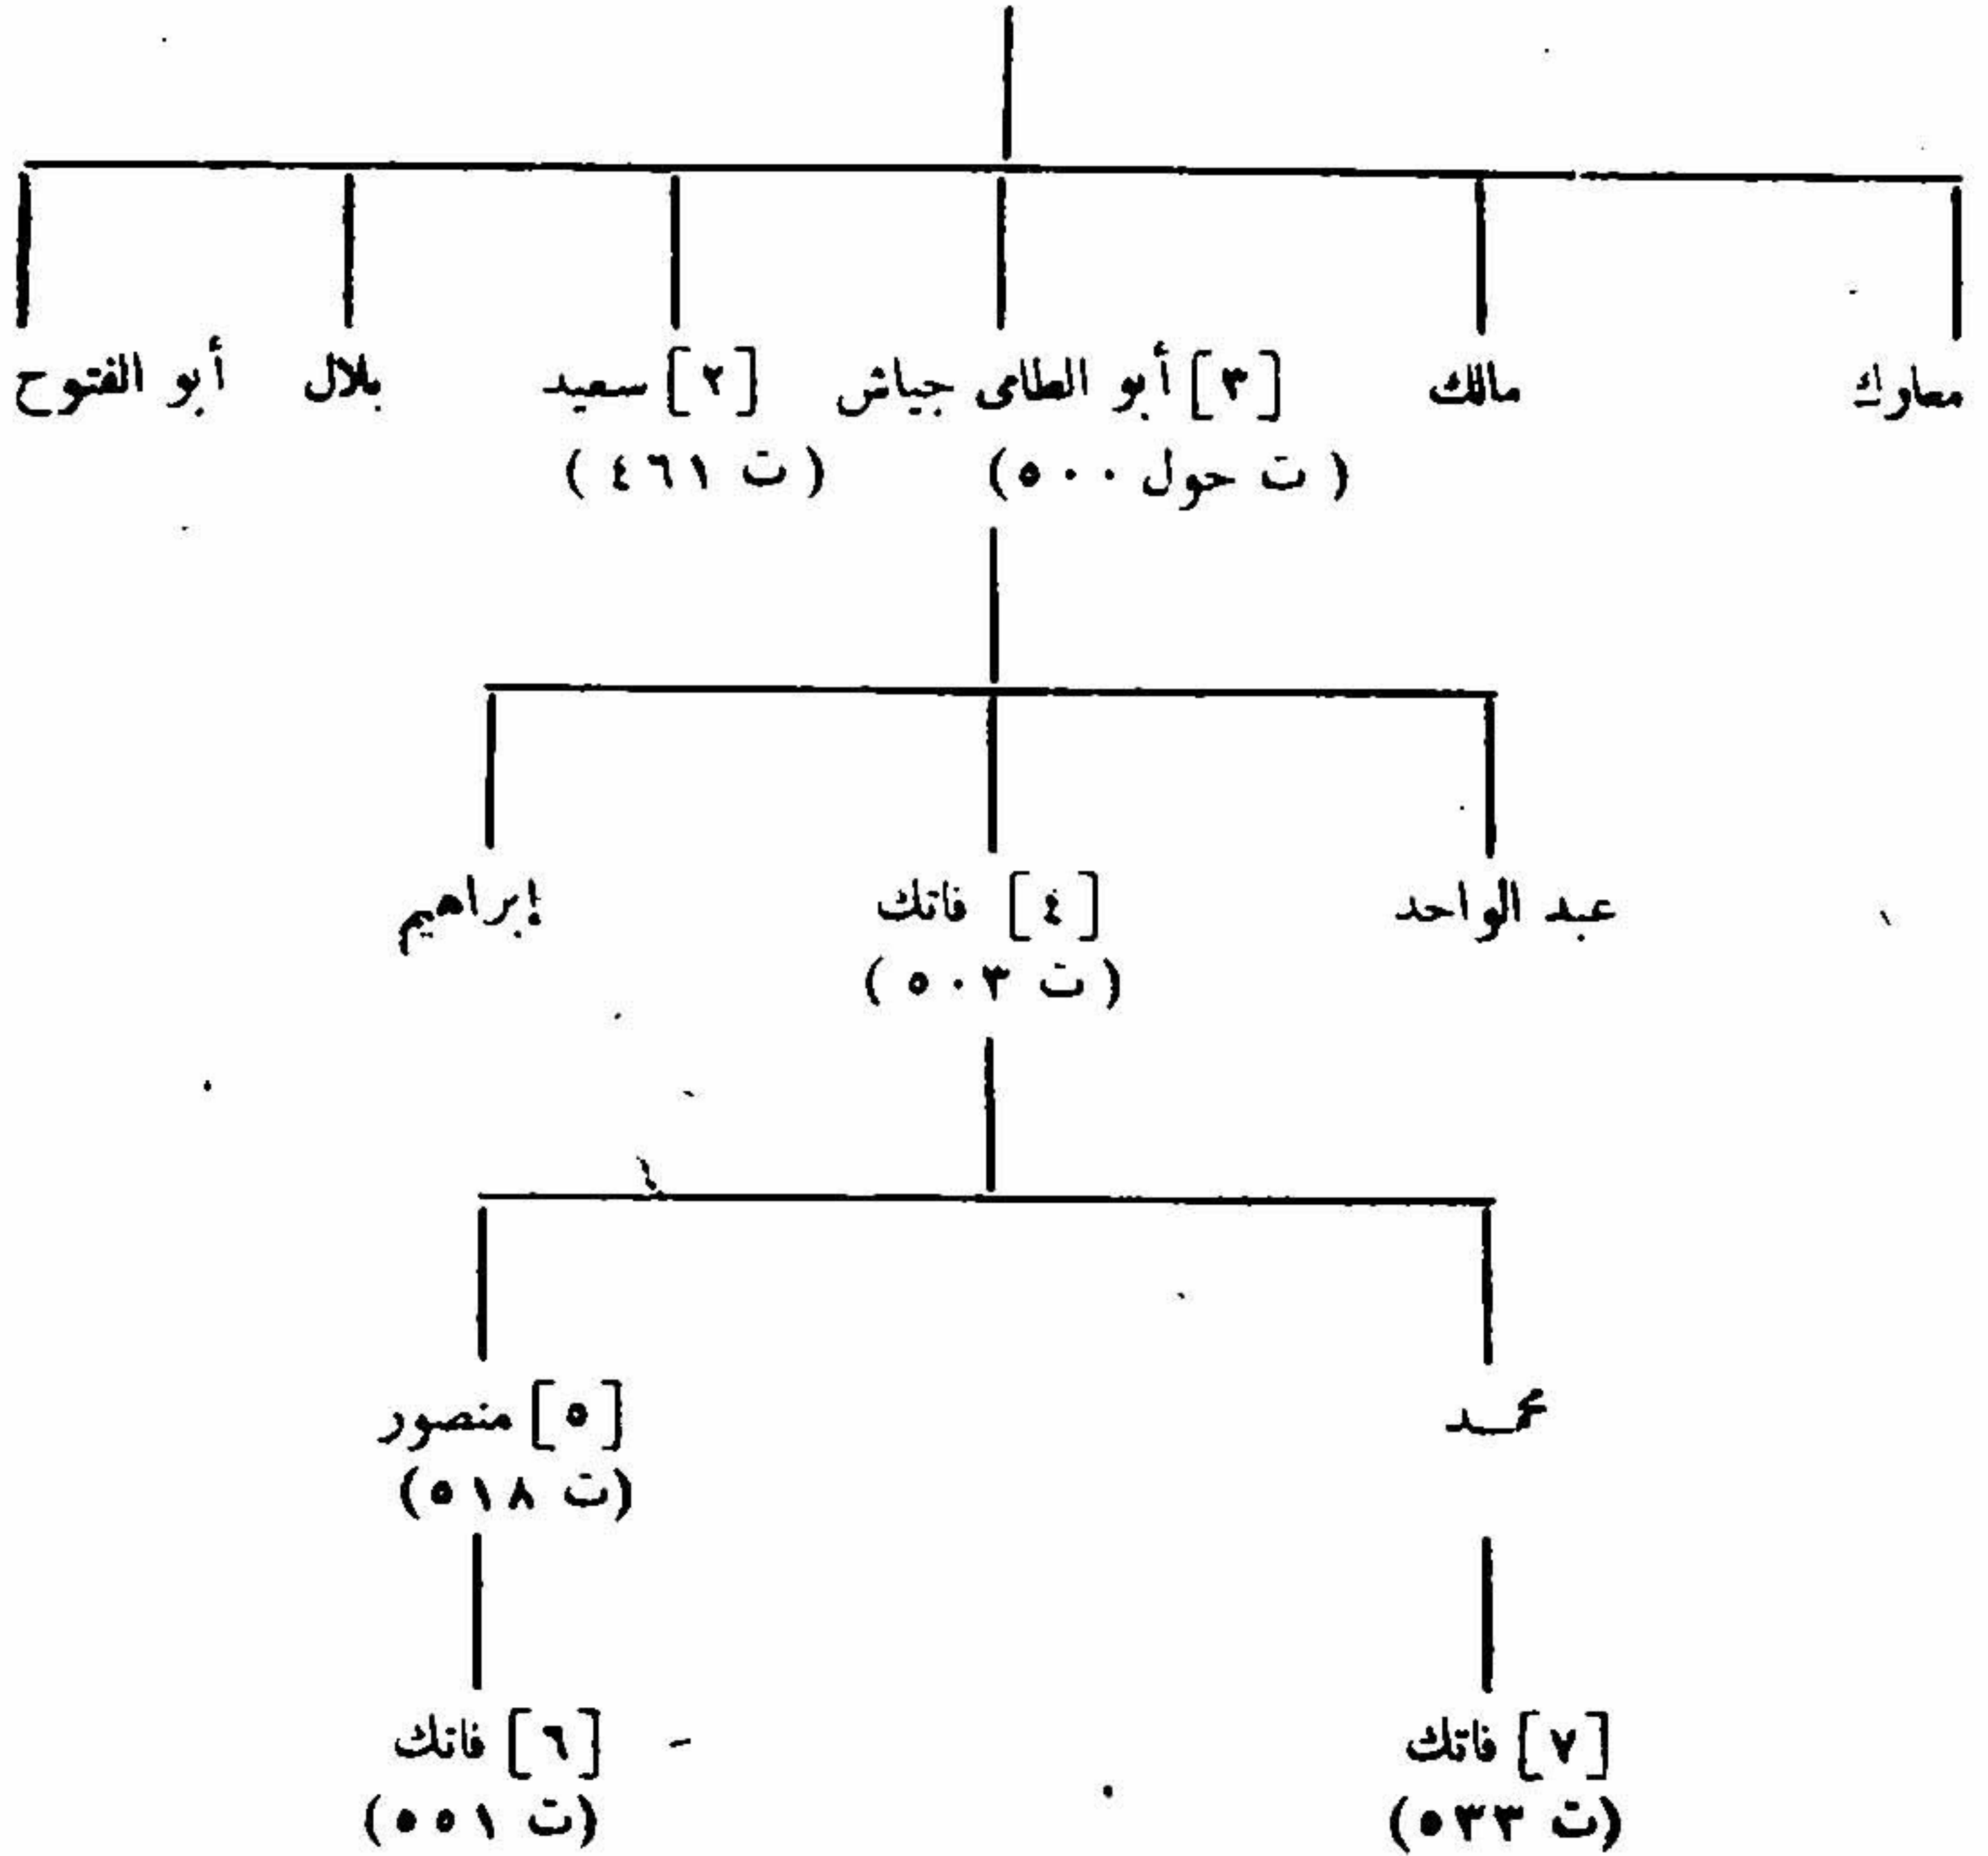 معارك مالك [٣] أبو الطاى جياش [٢] سعيد بلال أبو الفتوح
(ت حول ٥٠٠) (ت ٤٦١)
عبد الواحد [٤] فاتك إبراهيم
(ت ٥٠٣)
محمد [٥] منصور
(ت ٥١٨)
[٧] فاتك [٦] فاتك
(ت ٥٣٣) (ت ٥٥١)